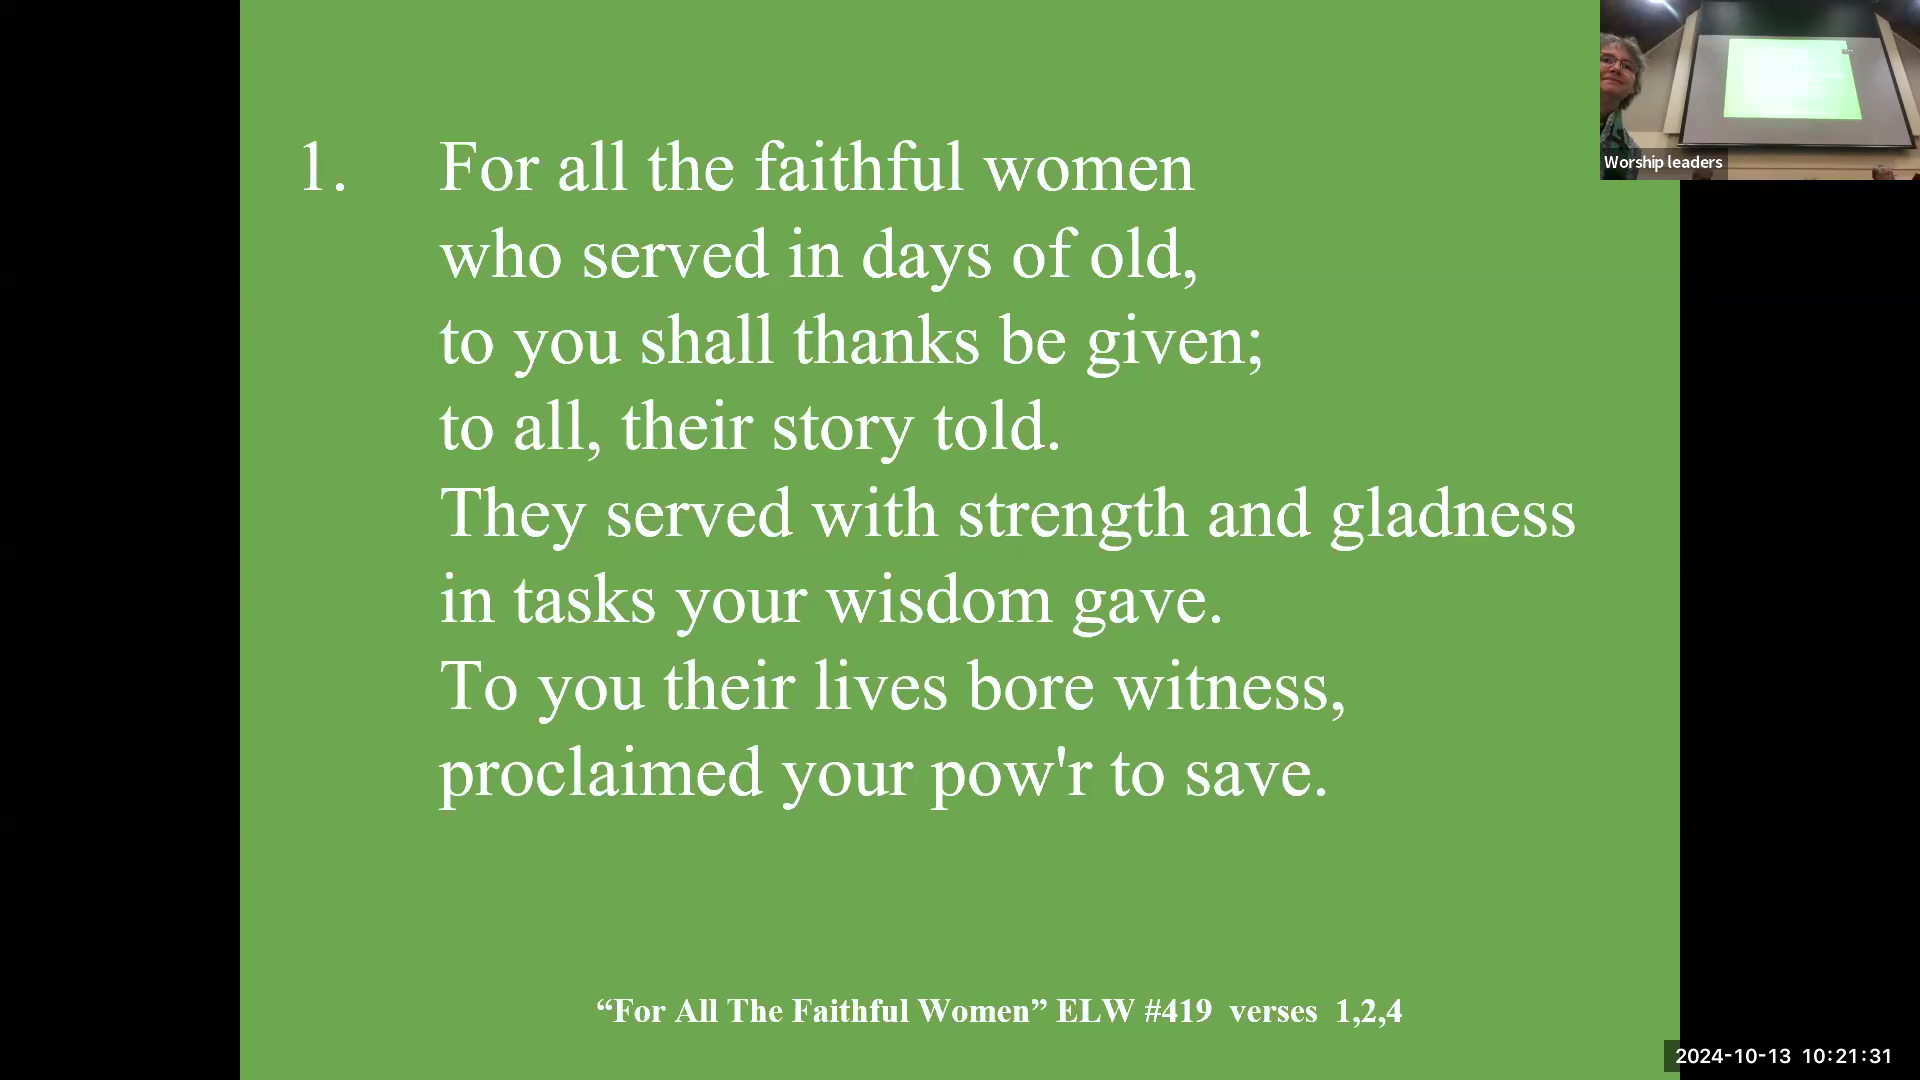 1. For all the faithful women
who served in days of old,
to you shall thanks be given;
to all, their story told.
They served with strength and gladness
in tasks your wisdom gave.
To you their lives bore witness,
proclaimed your pow'r to save.
“For All The Faithful Women” ELW #419 verses 1,2,4
Worship leaders
2024-10-13 10:21:31